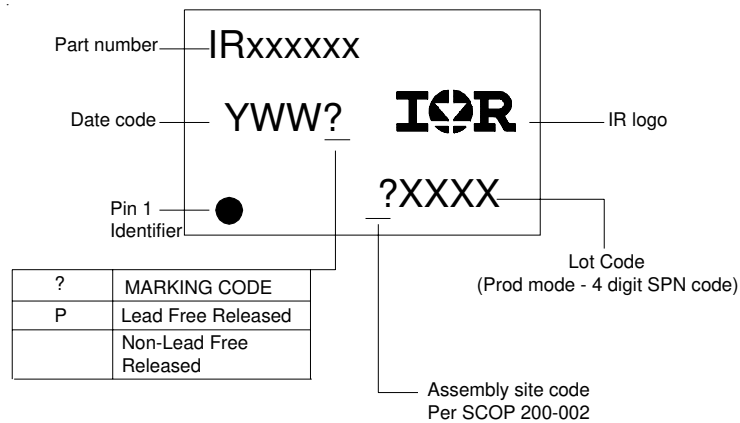 Part number
IRxxxxxx
Date code
YWW?
IOR
IR logo
?XXXX
Pin 1
Identifier
Lot Code
(Prod mode - 4 digit SPN code)
? MARKING CODE
P Lead Free Released
Non-Lead Free
Released
Assembly site code
Per SCOP 200-002